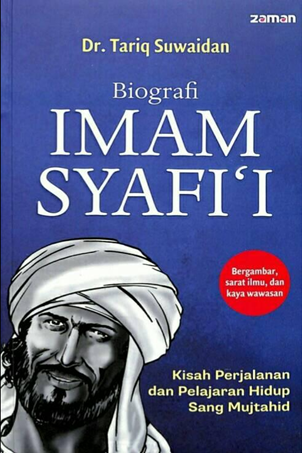 zaman
Dr. Tariq Suwaidan
Biografi
IMAM
SYAFI‘I
Bergambar,
sarat ilmu, dan
kaya wawasan
Kisah Perjalanan
dan Pelajaran Hidup
Sang Mujtahid